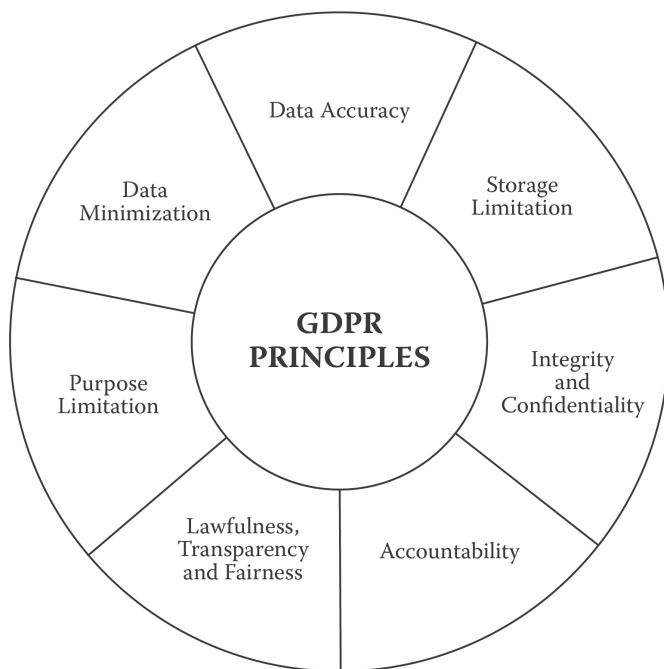 Data Accuracy
Storage
Limitation
Integrity
and
Confidentiality
Accountability
Lawfulness,
Transparency
and Fairness
Purpose
Limitation
Data
Minimization
GDPR
PRINCIPLES